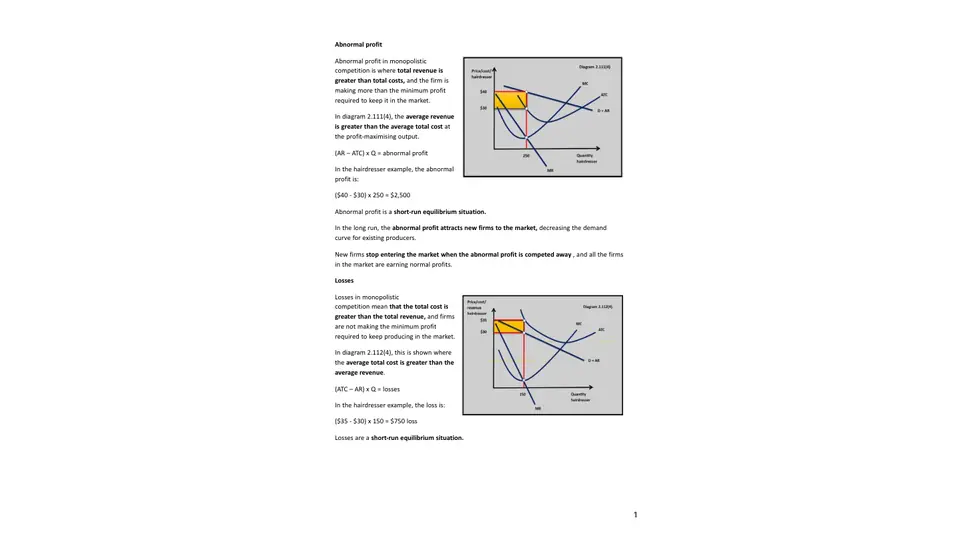 Abnormal profit
Abnormal profit in monopolistic
competition is where total revenue is
greater than total costs, and the firm is
making more than the minimum profit
required to keep it in the market.
In diagram 2.111(4), the average revenue
is greater than the average total cost at
the profit-maximising output.
(AR – ATC) x Q = abnormal profit
In the hairdresser example, the abnormal
profit is:
($40 - $30) x 250 = $2,500
Price/cost/
hairdresser
Diagram 2.111(4)
MC
ATC
$40
$30
D = AR
250
Quantity
hairdresser
MR
Abnormal profit is a short-run equilibrium situation.
In the long run, the abnormal profit attracts new firms to the market, decreasing the demand
curve for existing producers.
New firms stop entering the market when the abnormal profit is competed away , and all the firms
in the market are earning normal profits.
Losses
Losses in monopolistic
competition mean that the total cost is
greater than the total revenue, and firms
are not making the minimum profit
required to keep producing in the market.
In diagram 2.112(4), this is shown where
the average total cost is greater than the
average revenue.
(ATC – AR) x Q = losses
In the hairdresser example, the loss is:
($35 - $30) x 150 = $750 loss
Price/cost/
revenue
hairdresser
Diagram 2.112(4)
MC
ATC
$35
$30
D = AR
150
Quantity
hairdresser
MR
Losses are a short-run equilibrium situation.
1